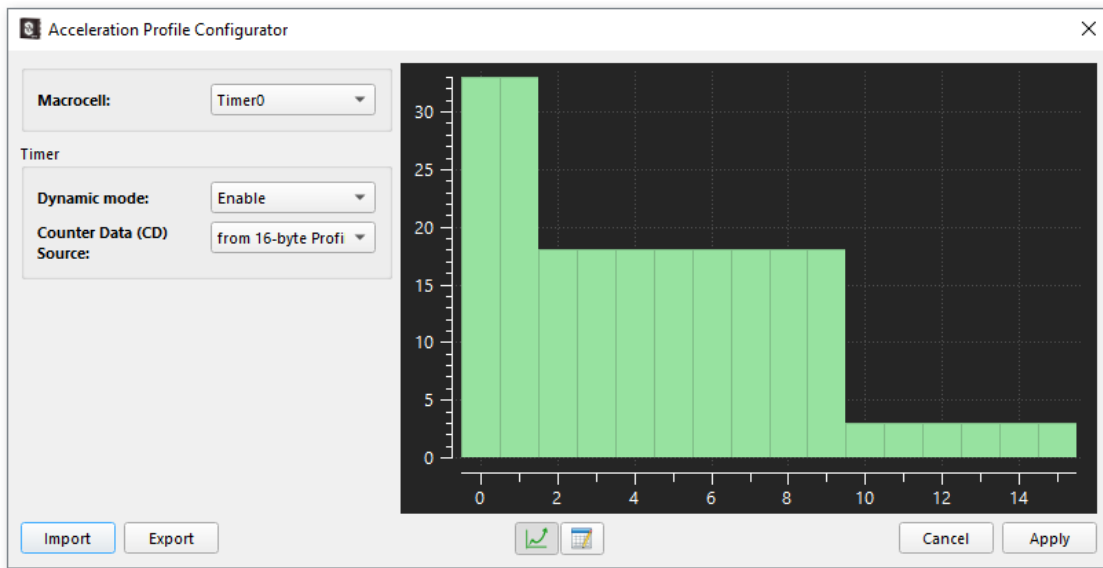 Acceleration Profile Configurator
Macrocell:
Timer0
Timer
Dynamic mode:
Enable
Counter Data (CD)
Source:
from 16-byte Profi
30
25
20
15
10
5
0
0 2 4 6 8 10 12 14
Import
Export
Cancel
Apply